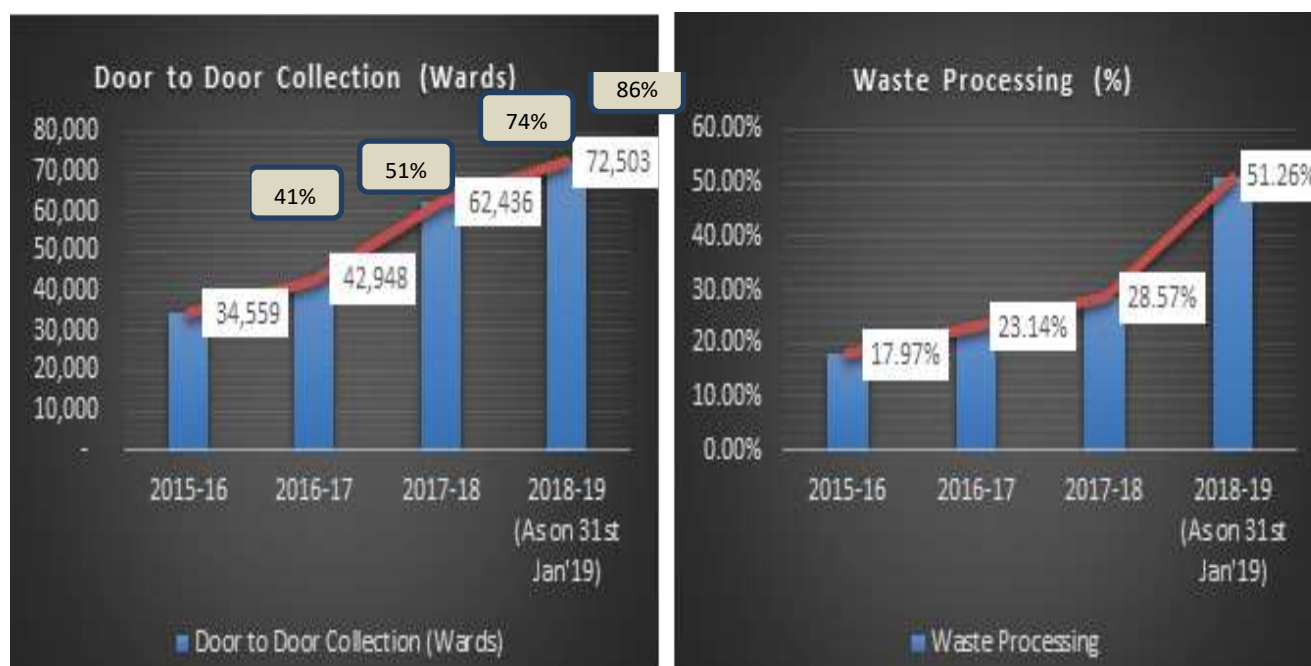 Door to Door Collection (Wards)
86%
74%
51%
41%
80,000
70,000
60,000
50,000
40,000
30,000
20,000
10,000
-
72,503
62,436
42,948
34,559
2015-16 2016-17 2017-18 2018-19
(As on 31st
Jan'19)
Door to Door Collection (Wards)
Waste Processing (%)
60.00%
50.00%
40.00%
30.00%
20.00%
10.00%
0.00%
51.26%
28.57%
23.14%
17.97%
2015-16 2016-17 2017-18 2018-19
(As on 31st
Jan'19)
Waste Processing